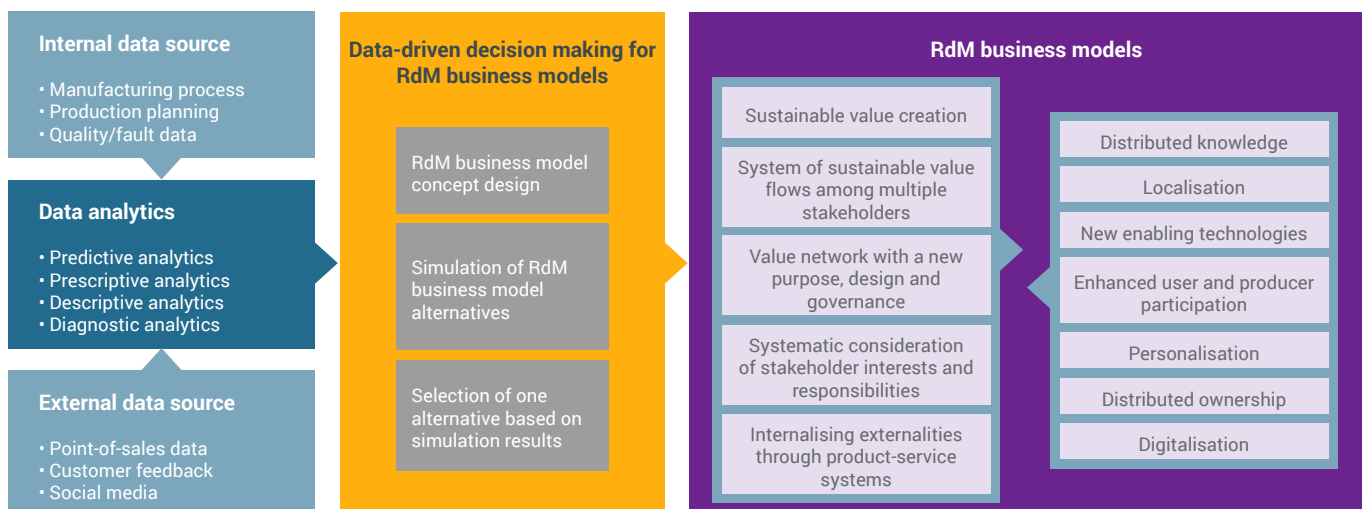 Internal data source
• Manufacturing process
• Production planning
• Quality/fault data
Data analytics
• Predictive analytics
• Prescriptive analytics
• Descriptive analytics
• Diagnostic analytics
External data source
• Point-of-sales data
• Customer feedback
• Social media
Data-driven decision making for
RdM business models
RdM business model
concept design
Simulation of RdM
business model
alternatives
Selection of one
alternative based on
simulation results
RdM business models
Sustainable value creation
System of sustainable value
flows among multiple
stakeholders
Value network with a new
purpose, design and
governance
Systematic consideration
of stakeholder interests and
responsibilities
Internalising externalities
through product-service
systems
Distributed knowledge
Localisation
New enabling technologies
Enhanced user and producer
participation
Personalisation
Distributed ownership
Digitalisation